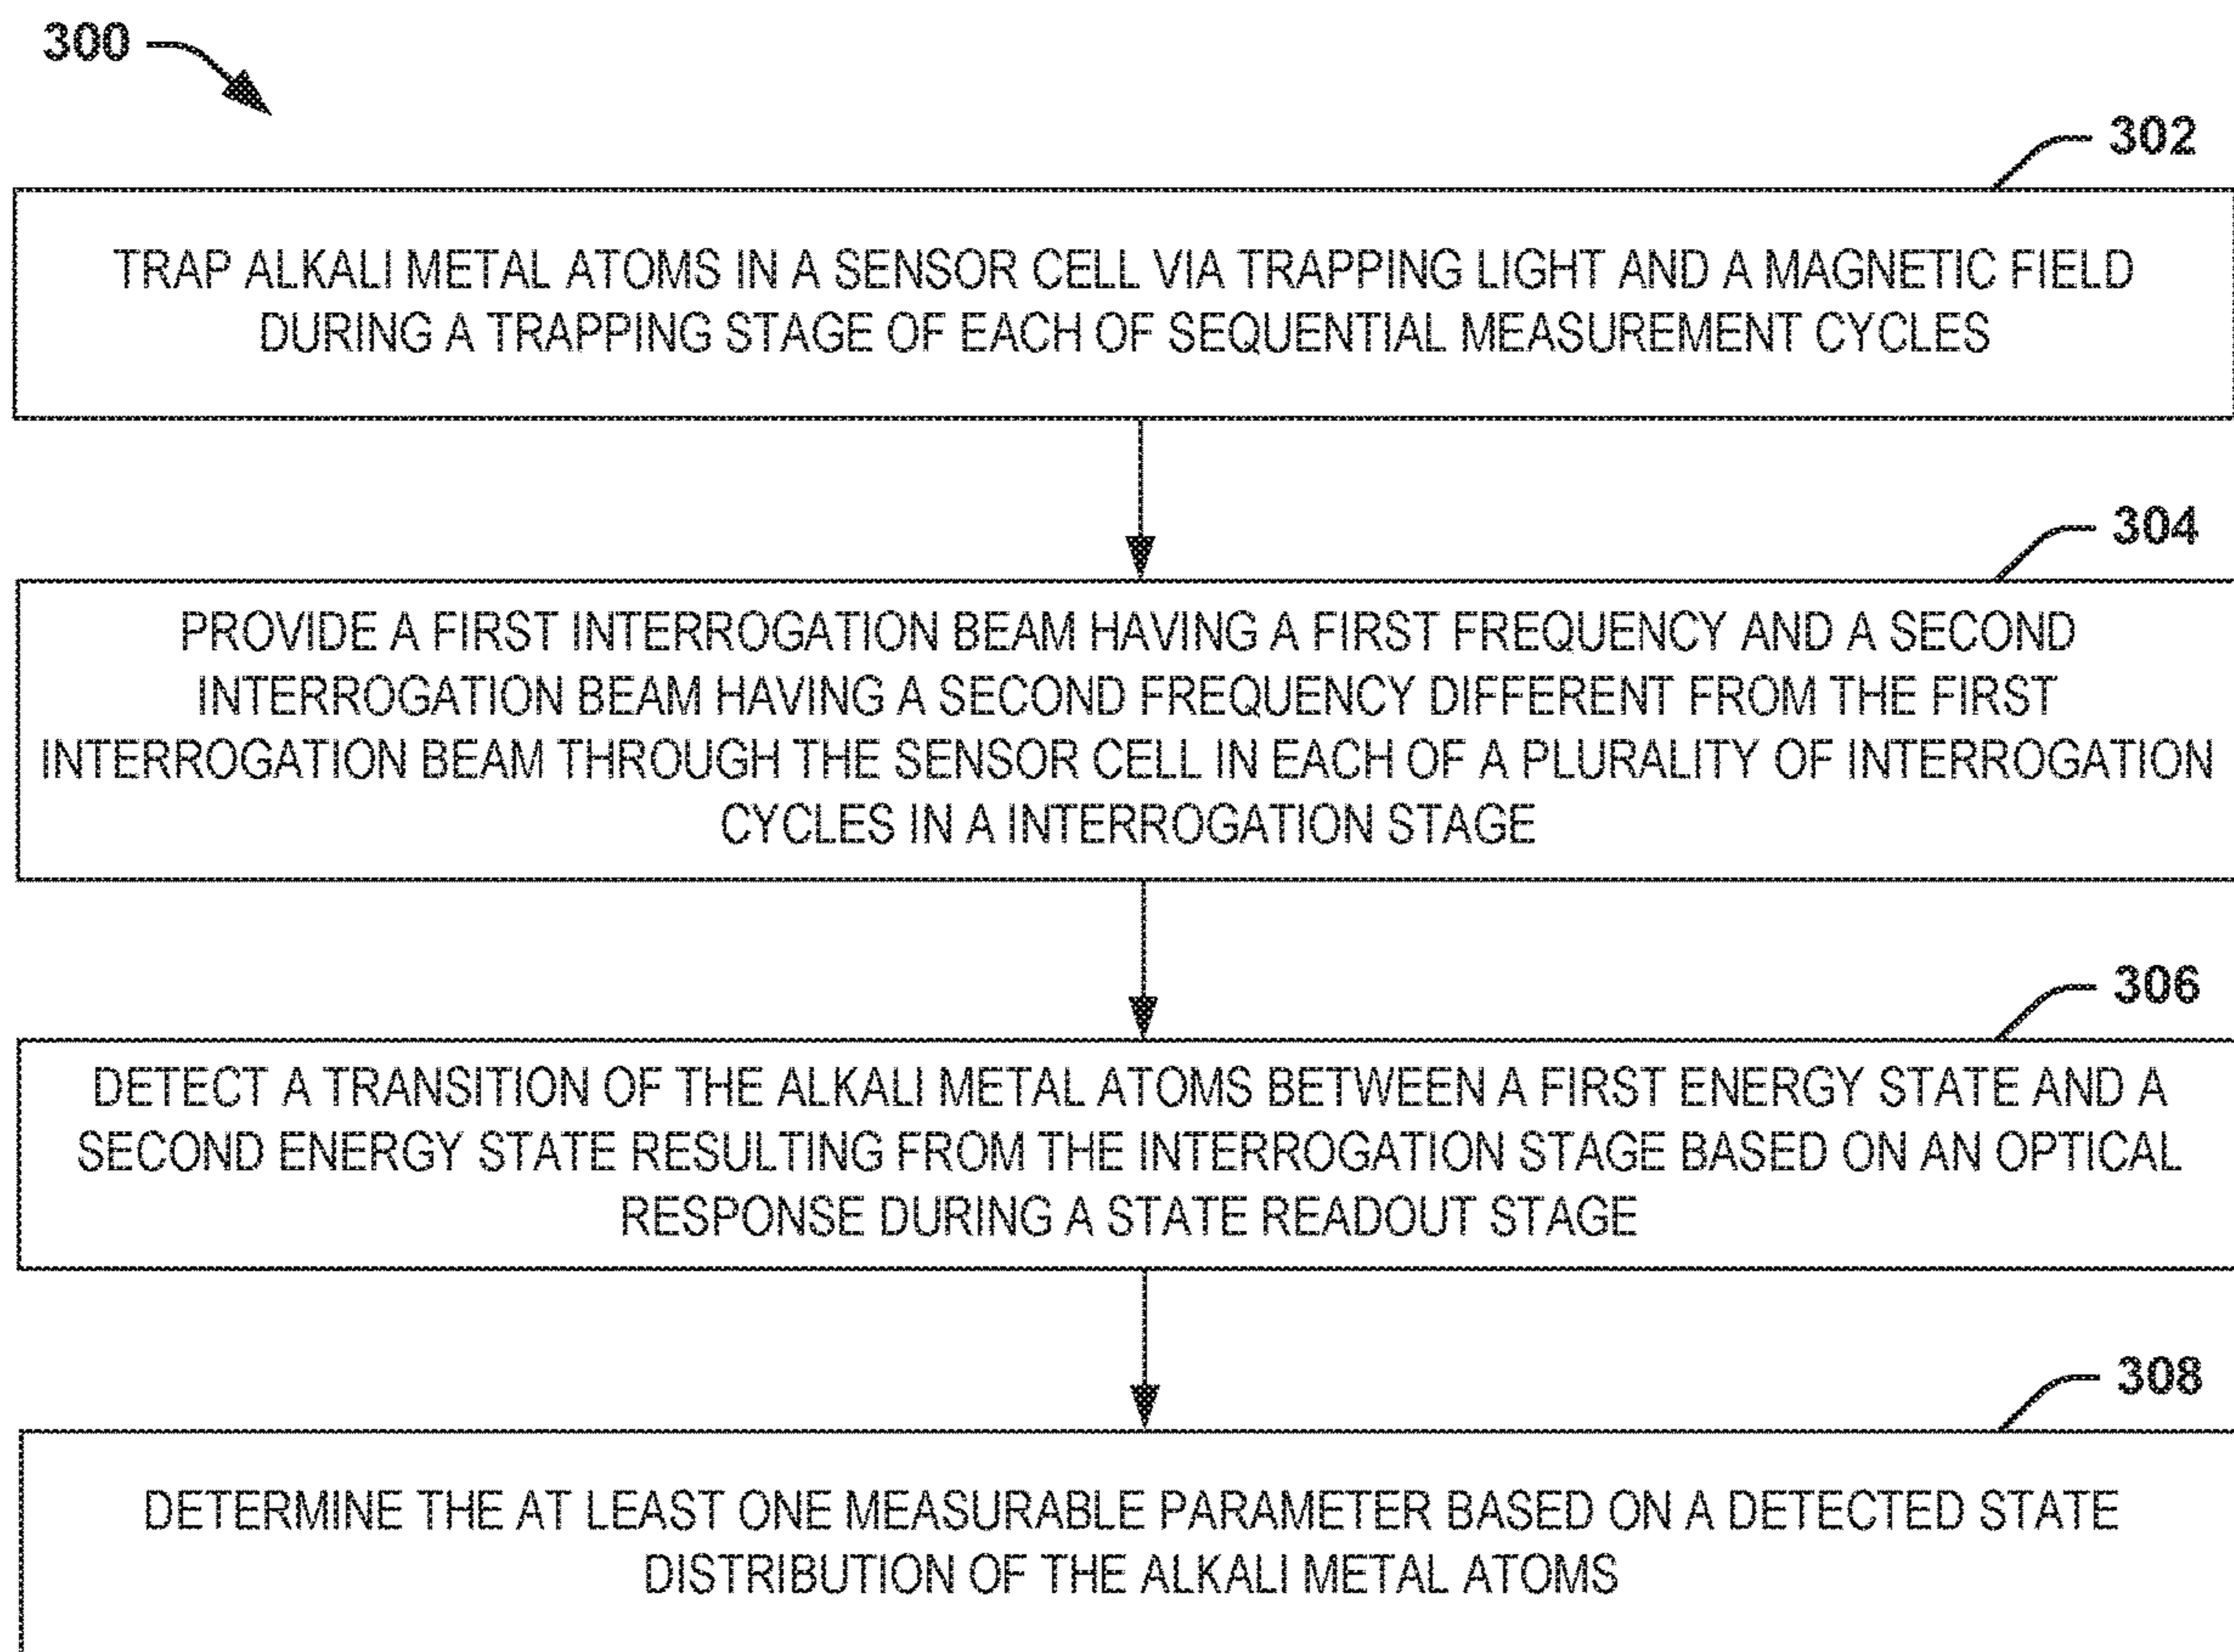 300
302
TRAP ALKALI METAL ATOMS IN A SENSOR CELL VIA TRAPPING LIGHT AND A MAGNETIC FIELD
DURING A TRAPPING STAGE OF EACH OF SEQUENTIAL MEASUREMENT CYCLES
304
PROVIDE A FIRST INTERROGATION BEAM HAVING A FIRST FREQUENCY AND A SECOND
INTERROGATION BEAM HAVING A SECOND FREQUENCY DIFFERENT FROM THE FIRST
INTERROGATION BEAM THROUGH THE SENSOR CELL IN EACH OF A PLURALITY OF INTERROGATION
CYCLES IN A INTERROGATION STAGE
306
DETECT A TRANSITION OF THE ALKALI METAL ATOMS BETWEEN A FIRST ENERGY STATE AND A
SECOND ENERGY STATE RESULTING FROM THE INTERROGATION STAGE BASED ON AN OPTICAL
RESPONSE DURING A STATE READOUT STAGE
308
DETERMINE THE AT LEAST ONE MEASURABLE PARAMETER BASED ON A DETECTED STATE
DISTRIBUTION OF THE ALKALI METAL ATOMS